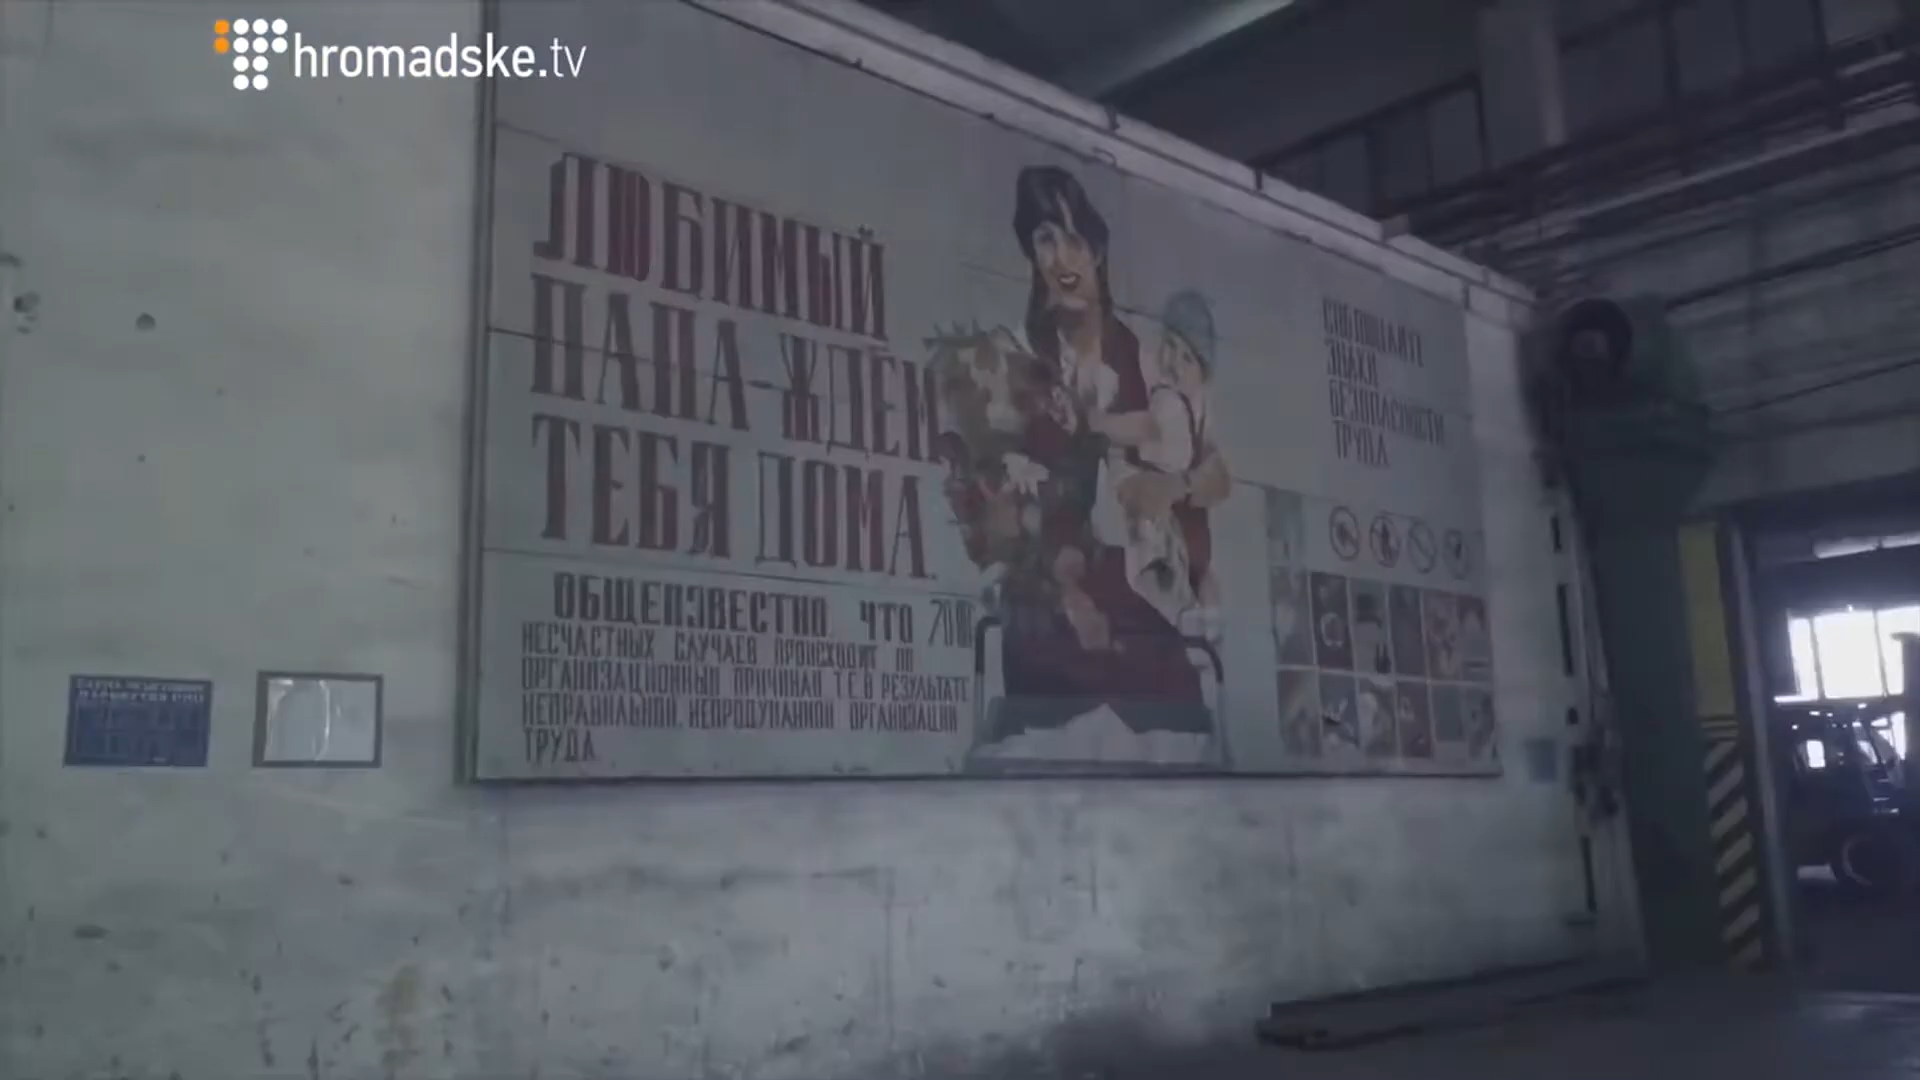 hromadske.tv
ЛЮБИМЫЙ
ПАПА-ЖДЁМ
ТЕБЯ ДОМА.
ОБЩЕИЗВЕСТНО, ЧТО
НЕСЧАСТНЫХ СЛУЧАЕВ ПРОИСХОДИТ ПО
ОРГАНИЗАЦИОННЫМ ПРИЧИНАМ Т.Е. В РЕЗУЛЬТАТЕ
НЕПРАВИЛЬНОЙ, НЕПРОДУМАННОЙ ОРГАНИЗАЦИИ
ТРУДА
СОБЛЮДАЙТЕ
ЗНАКИ
БЕЗОПАСНОСТИ
ТРУДА